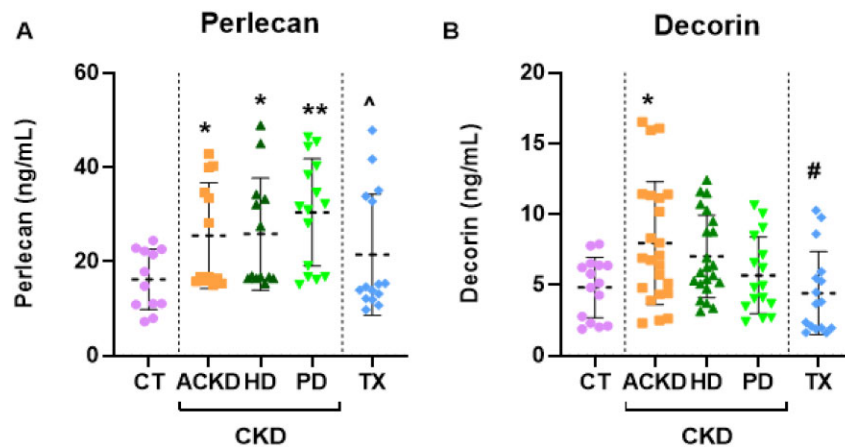 A
Perlecan
Perlecan (ng/mL)
60
40
20
0
*
*
**
^
CT
ACKD
HD
PD
TX
CKD
B
Decorin
Decorin (ng/mL)
20
15
10
5
0
*
#
CT
ACKD
HD
PD
TX
CKD